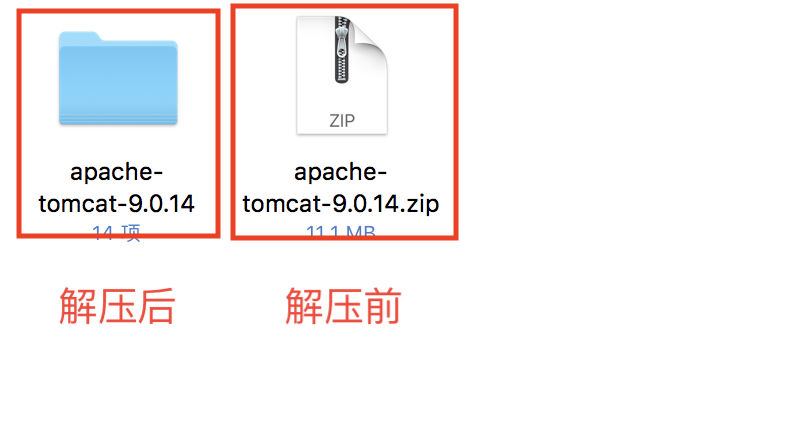 ZIP
apache-
tomcat-9.0.14
14 项
apache-
tomcat-9.0.14.zip
11.1 MB
解压后
解压前